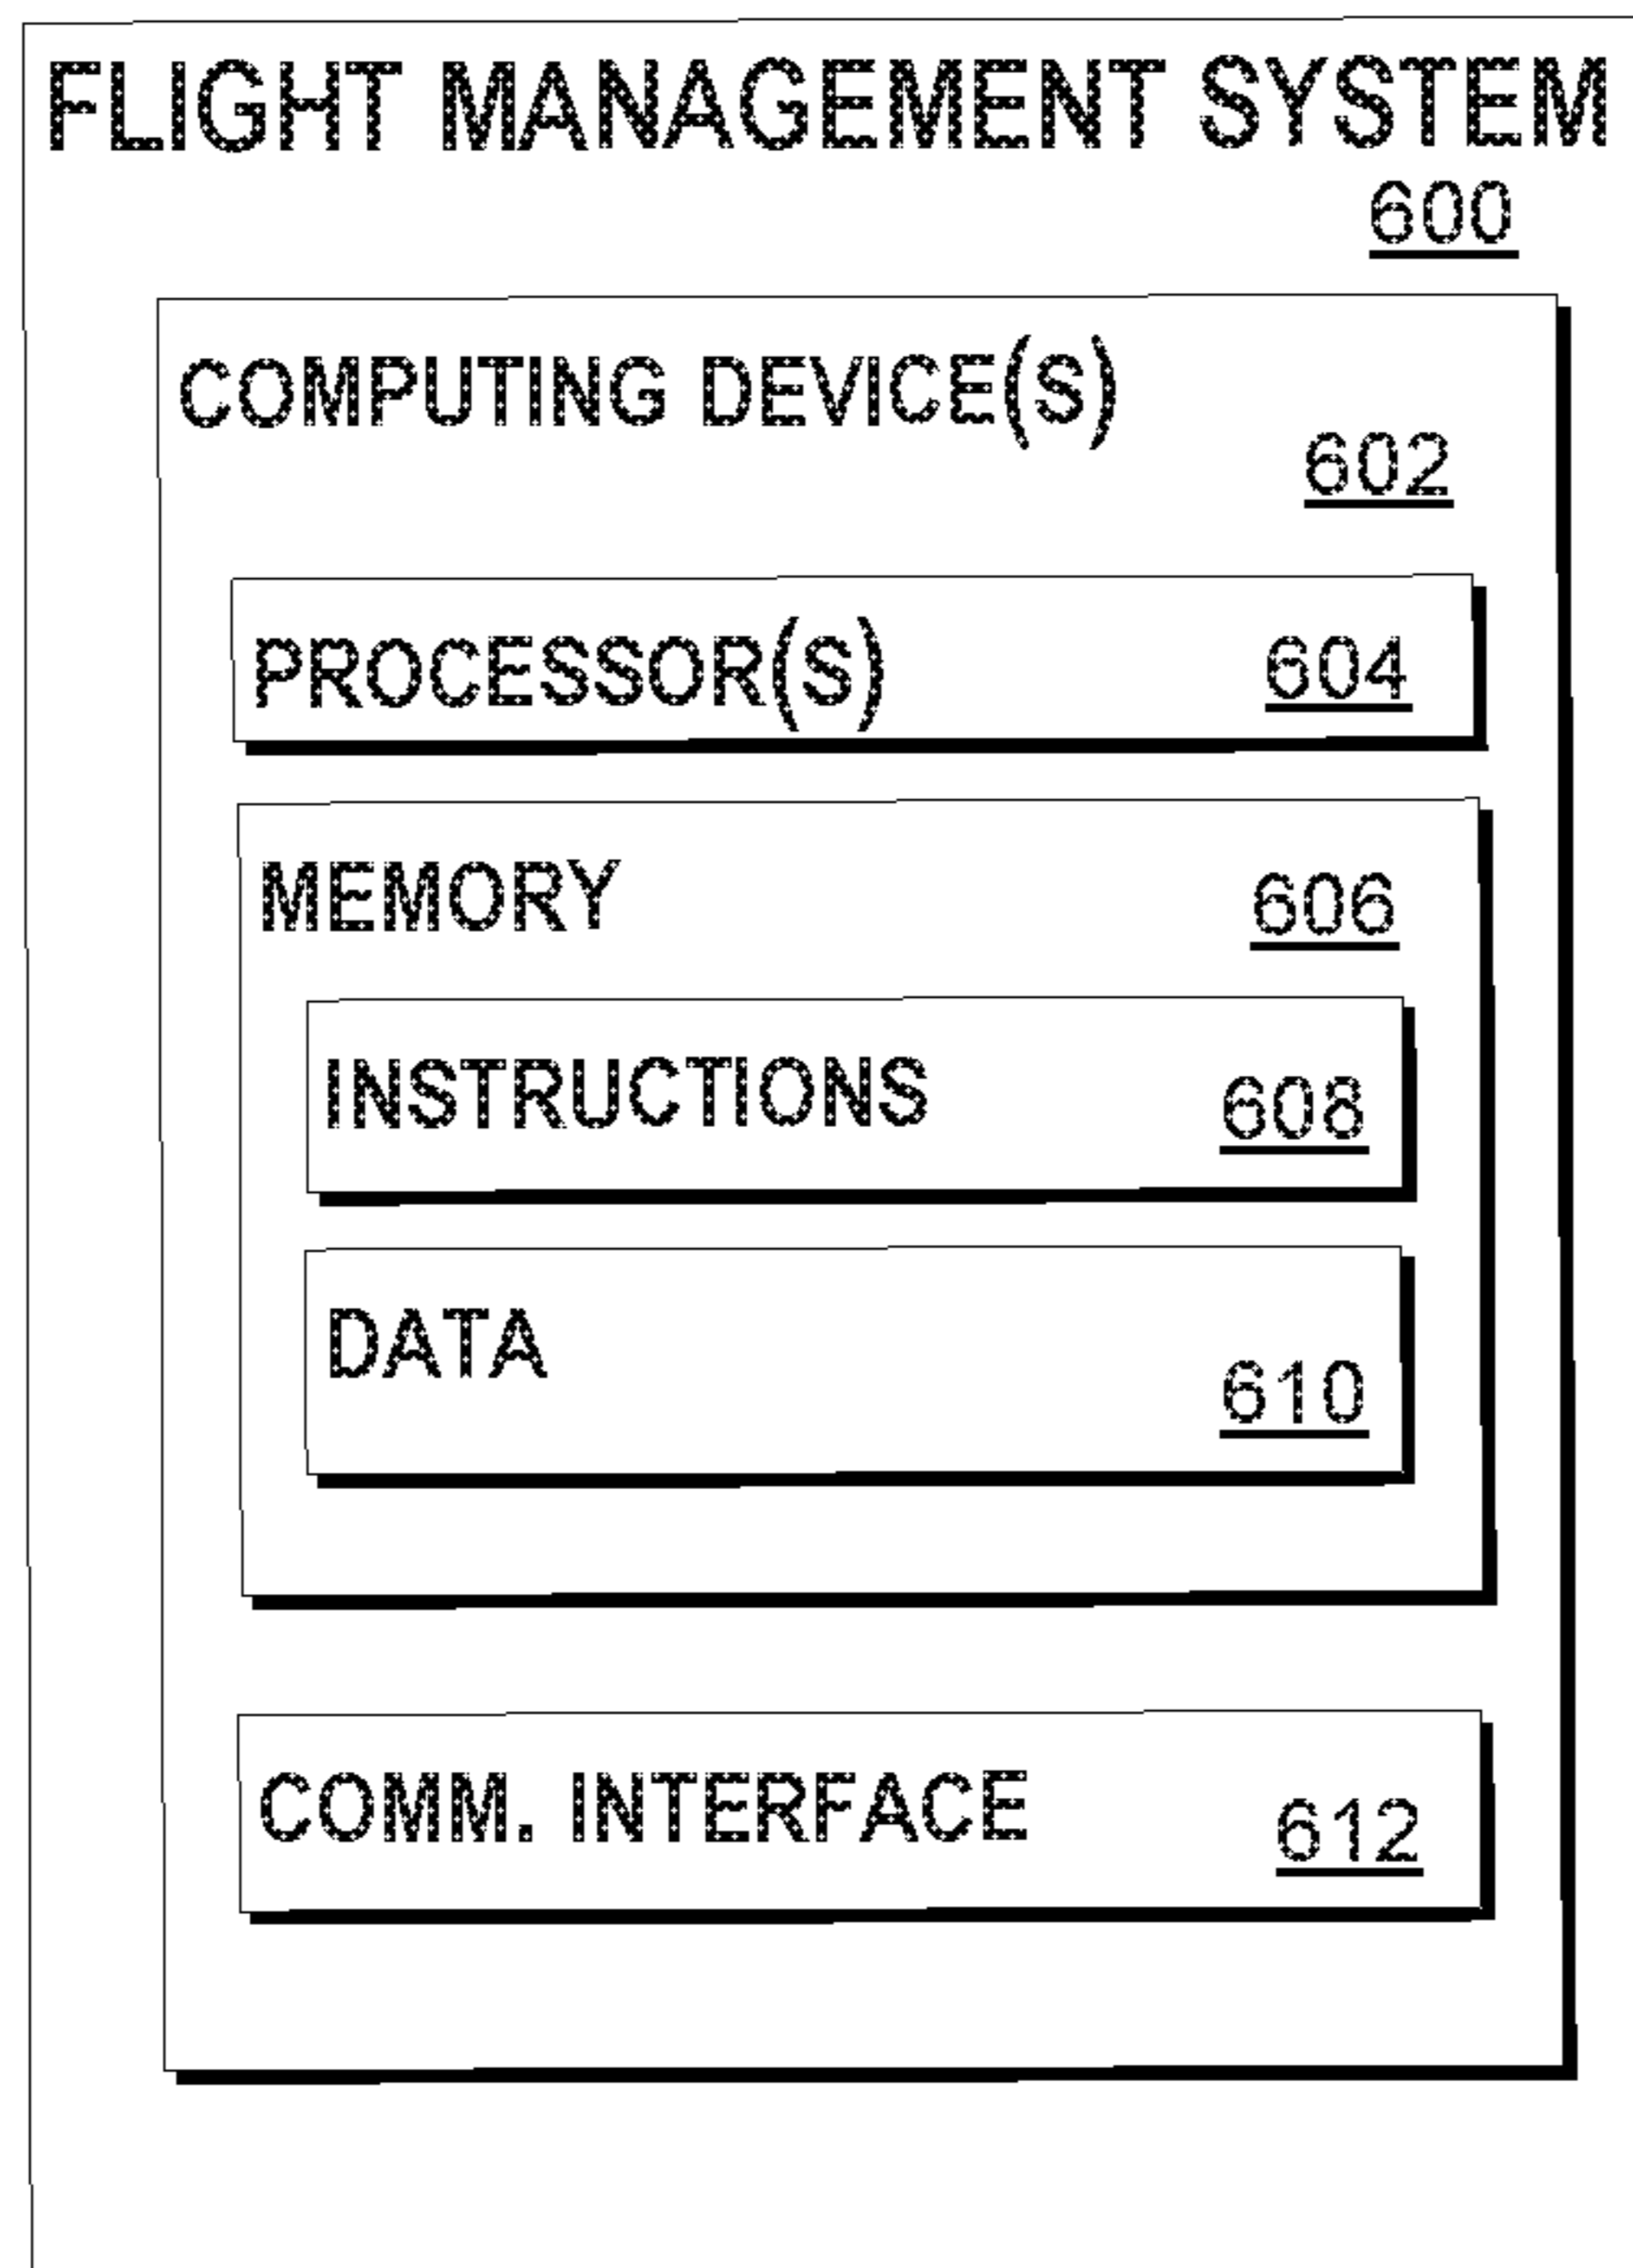 FLIGHT MANAGEMENT SYSTEM
600
COMPUTING DEVICE(S)
602
PROCESSOR(S) 604
MEMORY 606
INSTRUCTIONS 608
DATA 610
COMM. INTERFACE 612